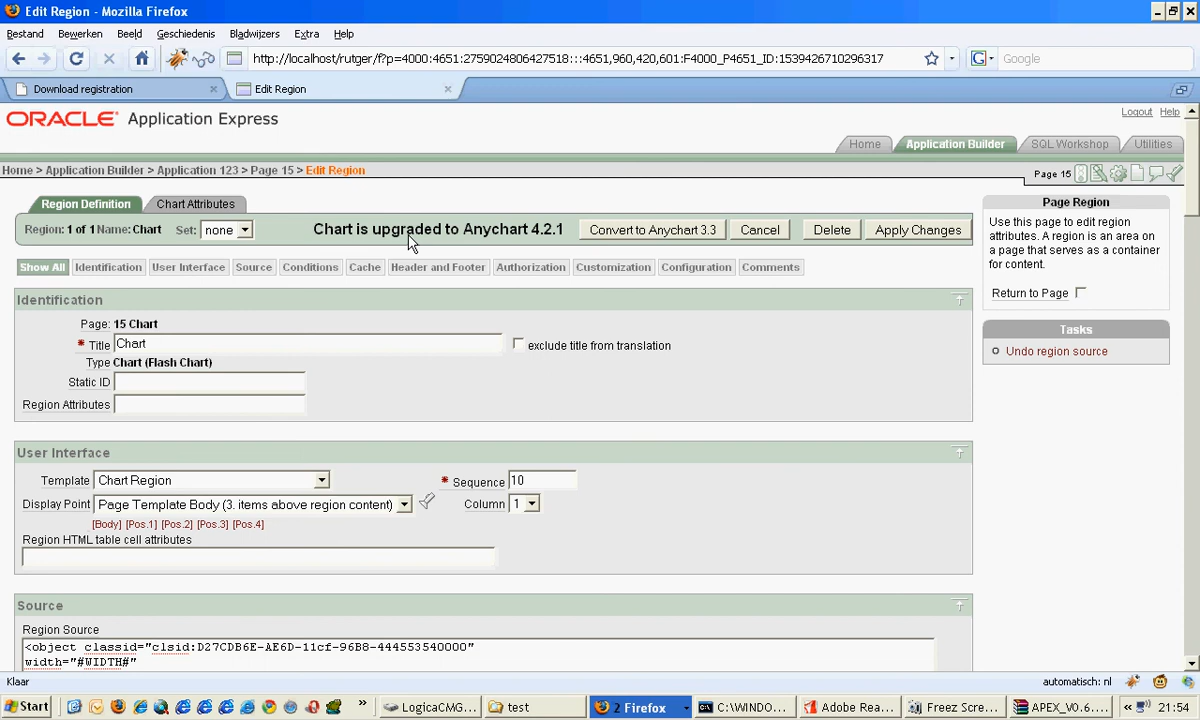 Edit Region - Mozilla Firefox
Bestand Bewerken Beeld Geschiedenis Bladwijzers Extra Help
http://localhost/rutger/f?p=4000:4651:2759024806427518:::4651,960,420,601:F4000_P4651_ID:1539426710296317
G Google
Download registration
Edit Region
Logout Help
ORACLE Application Express
Home Application Builder SQL Workshop Utilities
Home > Application Builder > Application 123 > Page 15 > Edit Region
Page 15
Region Definition Chart Attributes
Region: 1 of 1 Name: Chart Set: none
Chart is upgraded to Anychart 4.2.1
Convert to Anychart 3.3 Cancel Delete Apply Changes
Show All Identification User Interface Source Conditions Cache Header and Footer Authorization Customization Configuration Comments
Identification
Page: 15 Chart
* Title Chart
exclude title from translation
Type Chart (Flash Chart)
Static ID
Region Attributes
User Interface
Template Chart Region
* Sequence 10
Display Point Page Template Body (3. items above region content)
Column 1
[Body] [Pos.1] [Pos.2] [Pos.3] [Pos.4]
Region HTML table cell attributes
Source
Region Source
<object classid="clsid:D27CDB6E-AE6D-11cf-96B8-444553540000"
width="#WIDTH#"
Page Region
Use this page to edit region
attributes. A region is an area on
a page that serves as a container
for content.
Return to Page
Tasks
Undo region source
Klaar
automatisch: nl
Start
»
LogicaCMG...
test
2 Firefox
C:\WINDO...
Adobe Rea...
Freez Scre...
APEX_V0.6....
«
21:54